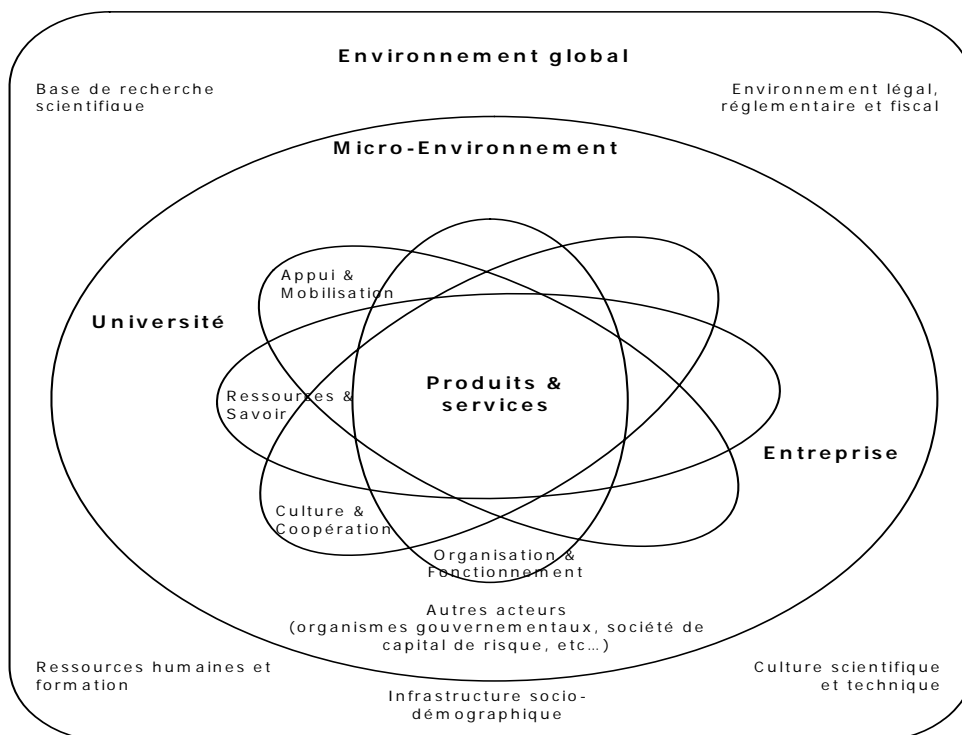 Environnement global
Base de recherche
scientifique
Environnement légal,
réglementaire et fiscal
Micro-Environnement
Appui &
Mobilisation
Université
Produits &
services
Ressources &
Savoir
Entreprise
Culture &
Coopération
Organisation &
Fonctionnement
Autres acteurs
(organismes gouvernementaux, société de
capital de risque, etc…)
Ressources humaines et
formation
Culture scientifique
et technique
Infrastructure socio-
démographique